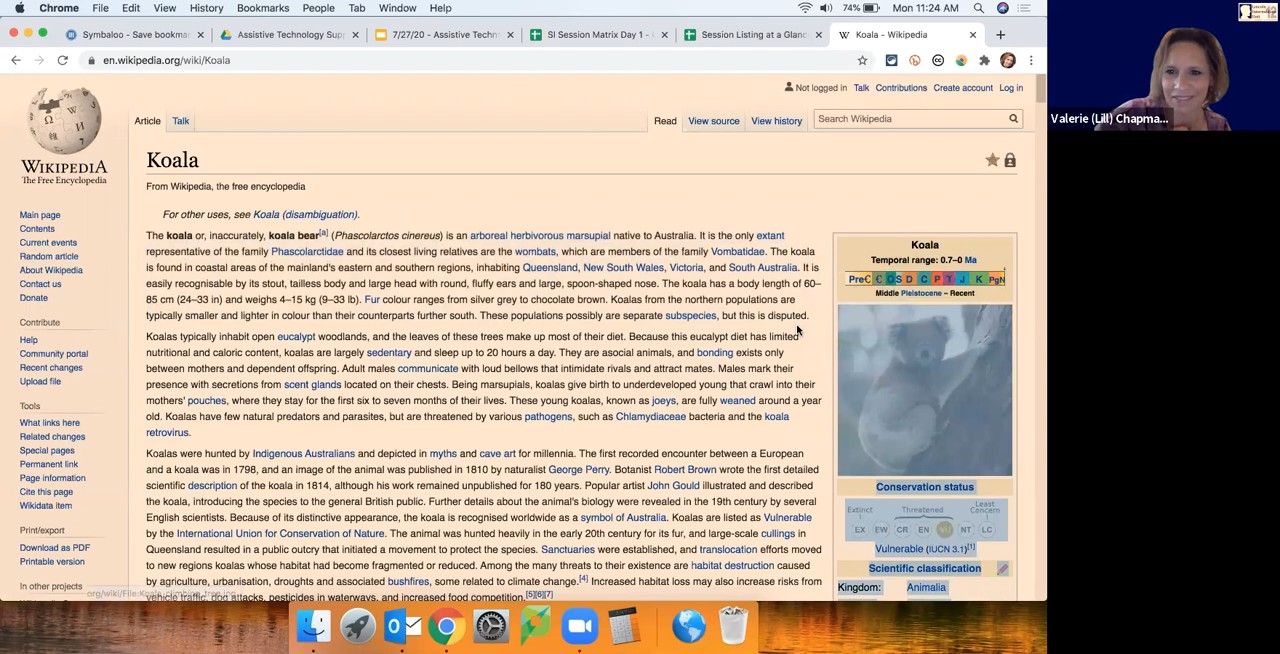 Chrome File Edit View History Bookmarks People Tab Window Help 74% Mon 11:24 AM
Symbaloo - Save bookmar
Assistive Technology Supp
7/27/20 - Assistive Techn
SI Session Matrix Day 1 -
Session Listing at a Glanc
Koala - Wikipedia
en.wikipedia.org/wiki/Koala
Not logged in Talk Contributions Create account Log in
Article Talk Read View source View history Search Wikipedia
WIKIPEDIA
The Free Encyclopedia
Main page
Contents
Current events
Random article
About Wikipedia
Contact us
Donate
Contribute
Help
Community portal
Recent changes
Upload file
Tools
What links here
Related changes
Special pages
Permanent link
Page information
Cite this page
Wikidata item
Print/export
Download as PDF
Printable version
In other projects
Koala
From Wikipedia, the free encyclopedia
For other uses, see Koala (disambiguation).
The koala or, inaccurately, koala bear[a] (Phascolarctos cinereus) is an arboreal herbivorous marsupial native to Australia. It is the only extant
representative of the family Phascolarctidae and its closest living relatives are the wombats, which are members of the family Vombatidae. The koala
is found in coastal areas of the mainland's eastern and southern regions, inhabiting Queensland, New South Wales, Victoria, and South Australia. It is
easily recognisable by its stout, tailless body and large head with round, fluffy ears and large, spoon-shaped nose. The koala has a body length of 60–
85 cm (24–33 in) and weighs 4–15 kg (9–33 lb). Fur colour ranges from silver grey to chocolate brown. Koalas from the northern populations are
typically smaller and lighter in colour than their counterparts further south. These populations possibly are separate subspecies, but this is disputed.
Koalas typically inhabit open eucalypt woodlands, and the leaves of these trees make up most of their diet. Because this eucalypt diet has limited
nutritional and caloric content, koalas are largely sedentary and sleep up to 20 hours a day. They are asocial animals, and bonding exists only
between mothers and dependent offspring. Adult males communicate with loud bellows that intimidate rivals and attract mates. Males mark their
presence with secretions from scent glands located on their chests. Being marsupials, koalas give birth to underdeveloped young that crawl into their
mothers' pouches, where they stay for the first six to seven months of their lives. These young koalas, known as joeys, are fully weaned around a year
old. Koalas have few natural predators and parasites, but are threatened by various pathogens, such as Chlamydiaceae bacteria and the koala
retrovirus.
Koalas were hunted by Indigenous Australians and depicted in myths and cave art for millennia. The first recorded encounter between a European
and a koala was in 1798, and an image of the animal was published in 1810 by naturalist George Perry. Botanist Robert Brown wrote the first detailed
scientific description of the koala in 1814, although his work remained unpublished for 180 years. Popular artist John Gould illustrated and described
the koala, introducing the species to the general British public. Further details about the animal's biology were revealed in the 19th century by several
English scientists. Because of its distinctive appearance, the koala is recognised worldwide as a symbol of Australia. Koalas are listed as Vulnerable
by the International Union for Conservation of Nature. The animal was hunted heavily in the early 20th century for its fur, and large-scale cullings in
Queensland resulted in a public outcry that initiated a movement to protect the species. Sanctuaries were established, and translocation efforts moved
to new regions koalas whose habitat had become fragmented or reduced. Among the many threats to their existence are habitat destruction caused
by agriculture, urbanisation, droughts and associated bushfires, some related to climate change.[4] Increased habitat loss may also increase risks from
vehicle traffic, dog attacks, pesticides in waterways, and increased food competition.[5][6][7]
org/wiki/File:Koala_climbing_tree.jpg
Koala
Temporal range: 0.7–0 Ma
PreЄ Є O S D C P T J K PgN
Middle Pleistocene – Recent
Conservation status
Extinct Threatened Least Concern
EX EW CR EN VU NT LC
Vulnerable (IUCN 3.1)[1]
Scientific classification
Kingdom: Animalia
Valerie (Lill) Chapma...